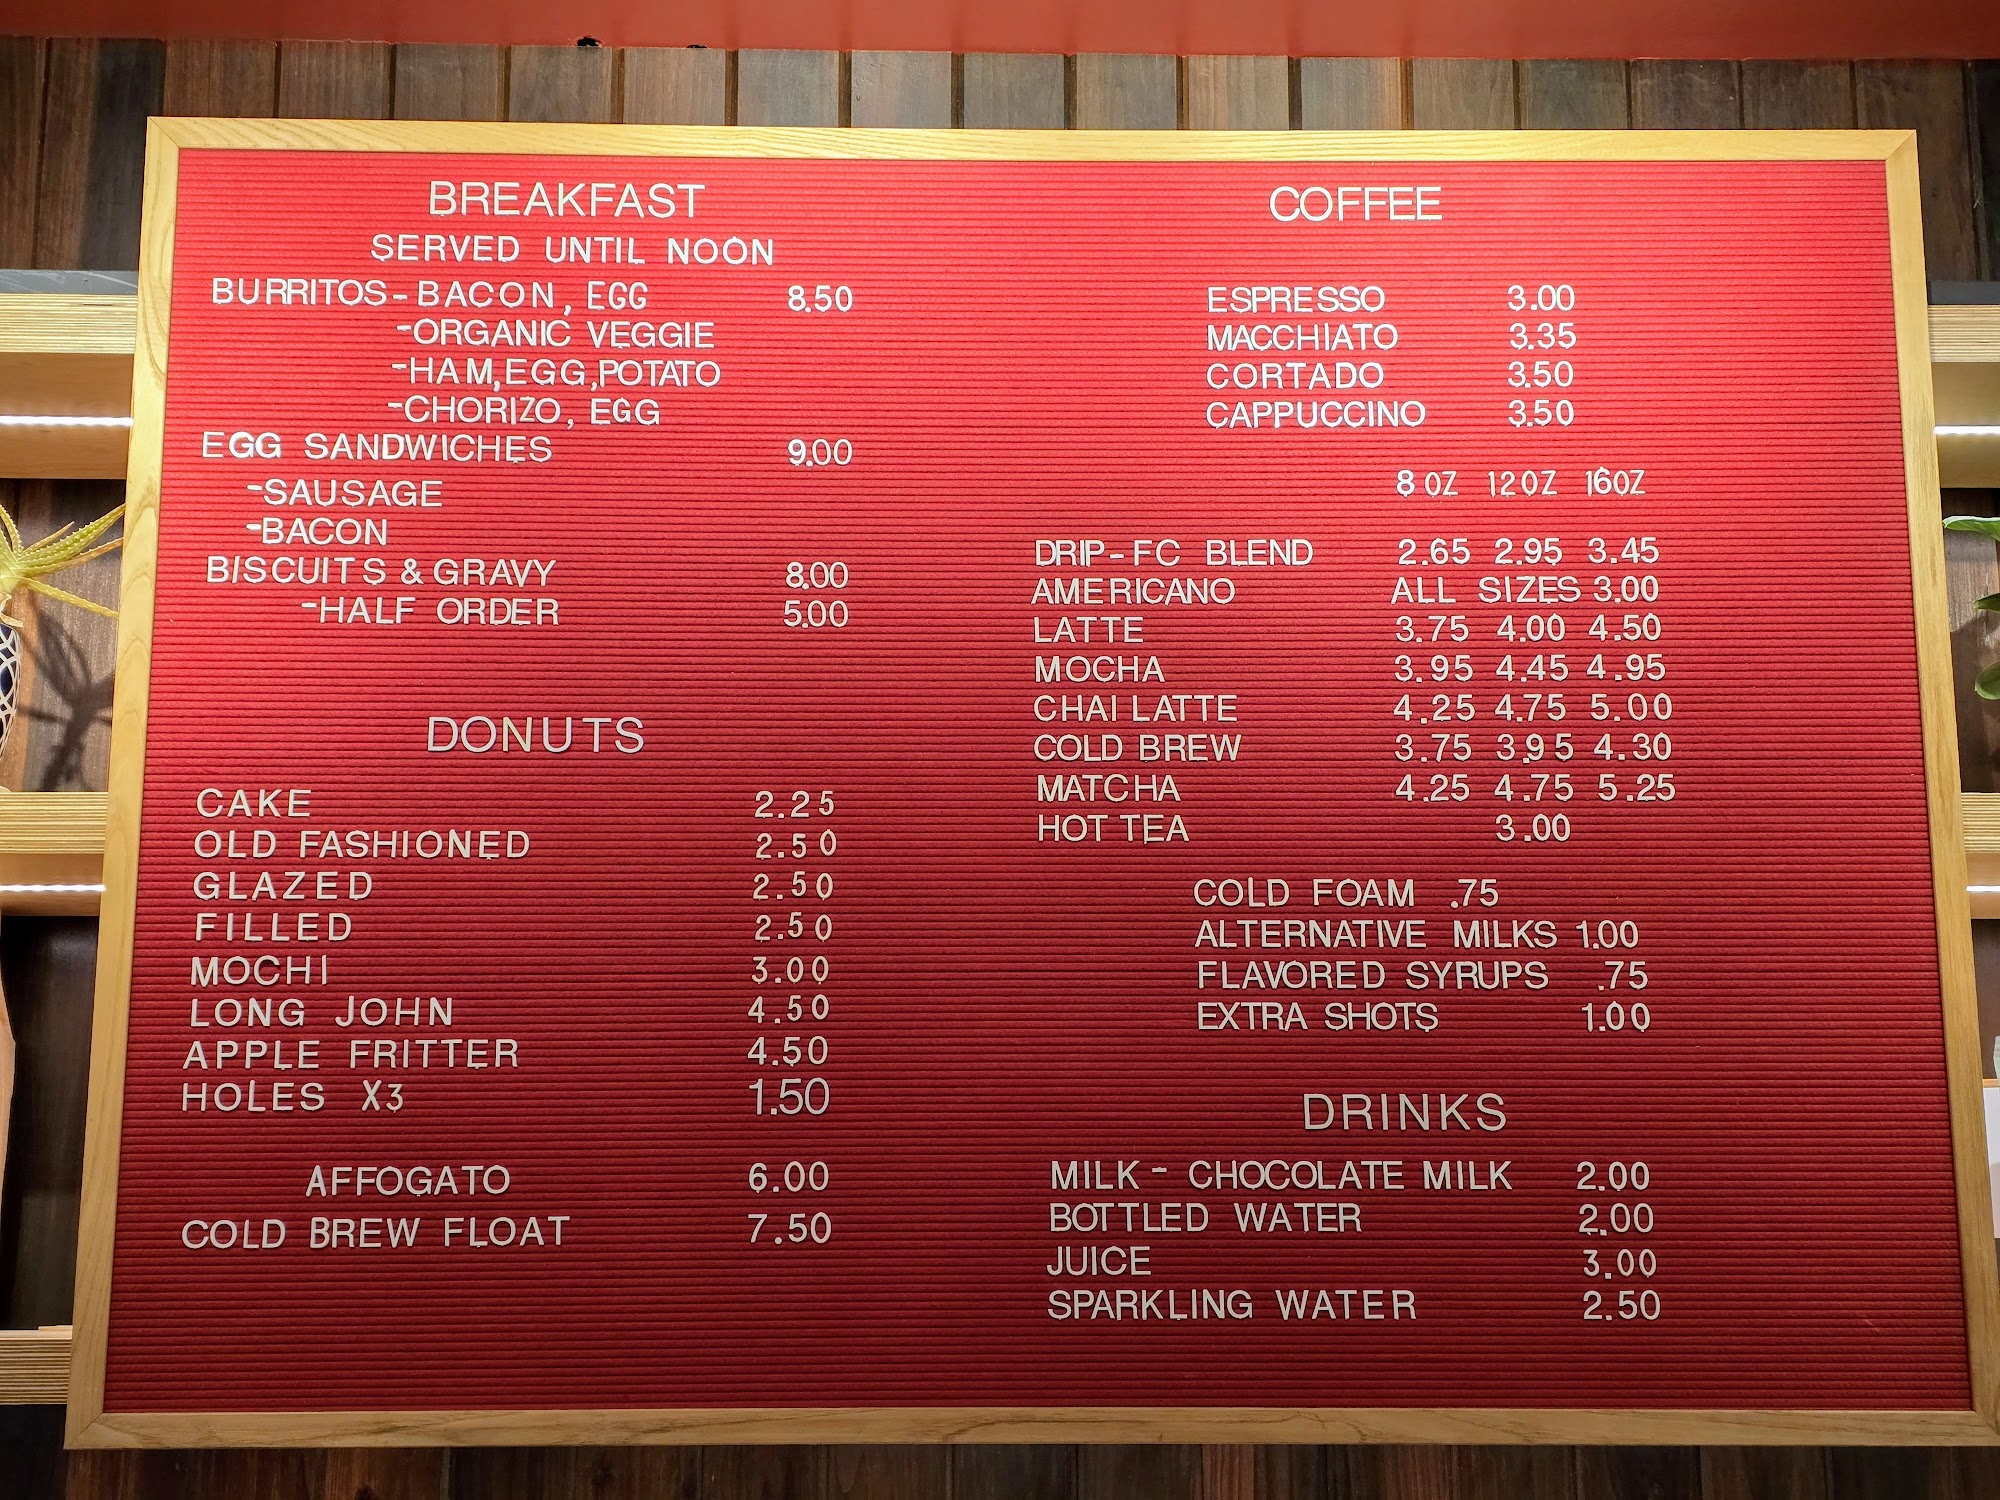 BREAKFAST
SERVED UNTIL NOON
BURRITOS - BACON, EGG 8.50
-ORGANIC VEGGIE
-HAM,EGG,POTATO
-CHORIZO, EGG
EGG SANDWICHES 9.00
-SAUSAGE
-BACON
BISCUITS & GRAVY 8.00
-HALF ORDER 5.00
DONUTS
CAKE 2.25
OLD FASHIONED 2.50
GLAZED 2.50
FILLED 2.50
MOCHI 3.00
LONG JOHN 4.50
APPLE FRITTER 4.50
HOLES X3 1.50
AFFOGATO 6.00
COLD BREW FLOAT 7.50
COFFEE
ESPRESSO 3.00
MACCHIATO 3.35
CORTADO 3.50
CAPPUCCINO 3.50
8 OZ 12OZ 16OZ
DRIP-FC BLEND 2.65 2.95 3.45
AMERICANO ALL SIZES 3.00
LATTE 3.75 4.00 4.50
MOCHA 3.95 4.45 4.95
CHAI LATTE 4.25 4.75 5.00
COLD BREW 3.75 3.95 4.30
MATCHA 4.25 4.75 5.25
HOT TEA 3.00
COLD FOAM .75
ALTERNATIVE MILKS 1.00
FLAVORED SYRUPS .75
EXTRA SHOTS 1.00
DRINKS
MILK - CHOCOLATE MILK 2.00
BOTTLED WATER 2.00
JUICE 3.00
SPARKLING WATER 2.50